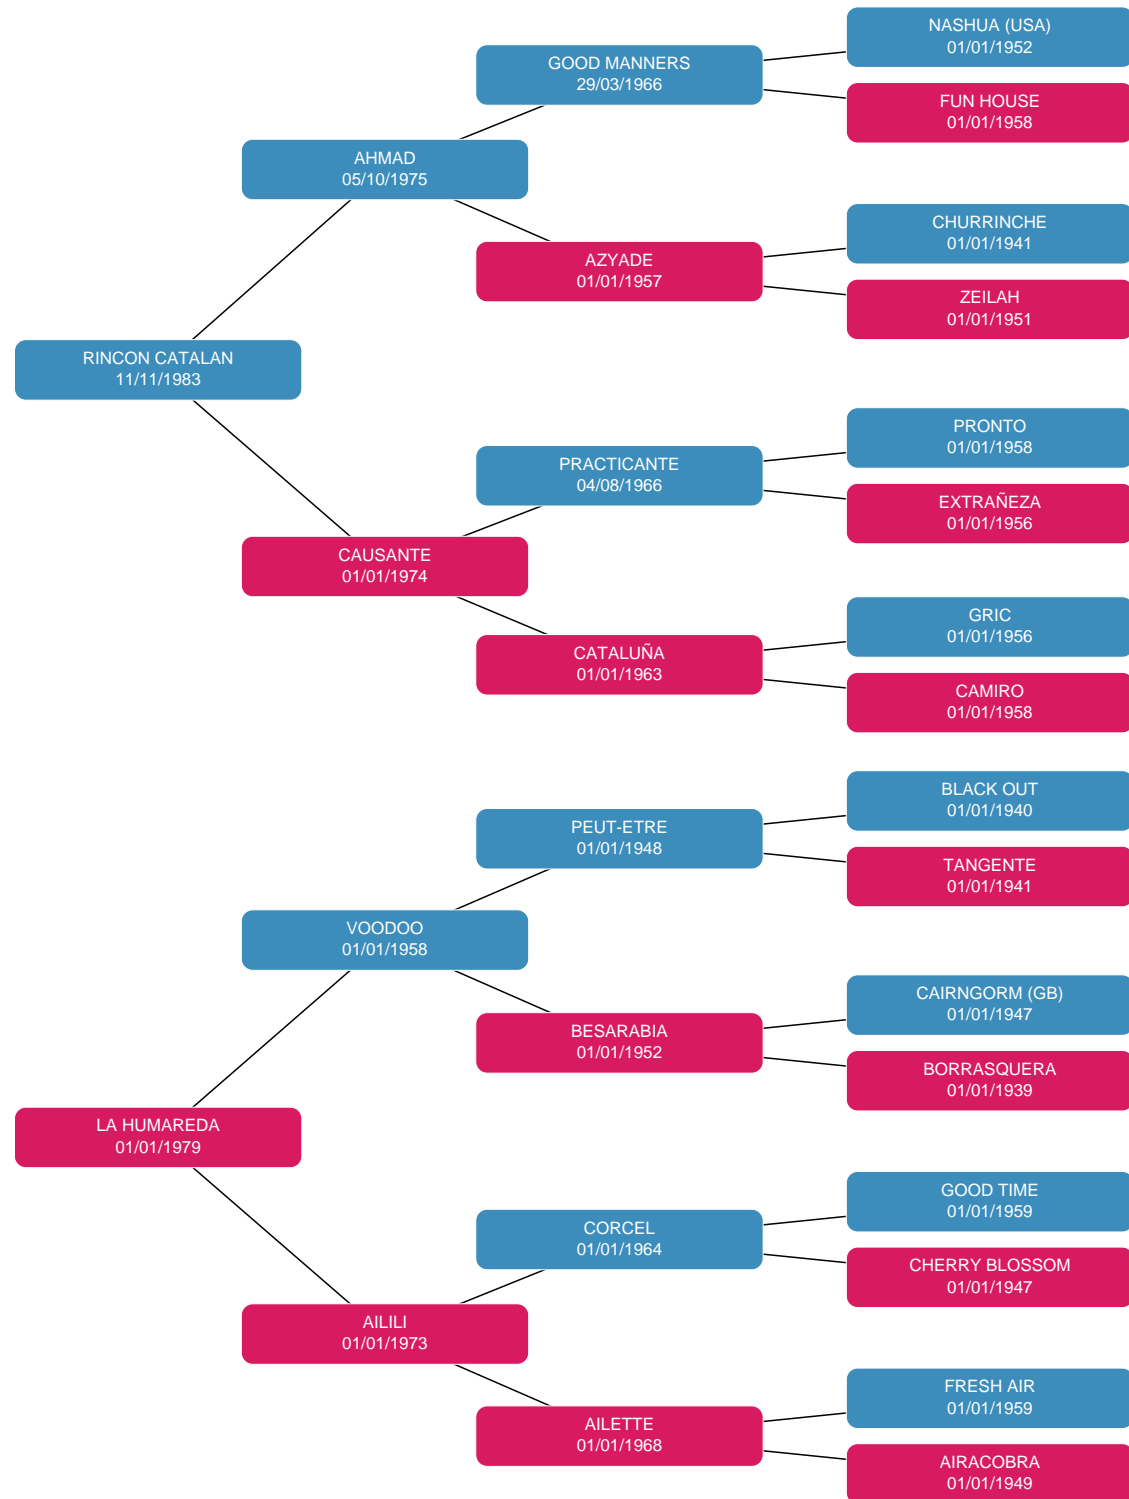 NASHUA (USA)
01/01/1952
GOOD MANNERS
29/03/1966
FUN HOUSE
01/01/1958
AHMAD
05/10/1975
CHURRINCHE
01/01/1941
AZYADE
01/01/1957
ZEILAH
01/01/1951
RINCON CATALAN
11/11/1983
PRONTO
01/01/1958
PRACTICANTE
04/08/1966
EXTRAÑEZA
01/01/1956
CAUSANTE
01/01/1974
GRIC
01/01/1956
CATALUÑA
01/01/1963
CAMIRO
01/01/1958
BLACK OUT
01/01/1940
PEUT-ETRE
01/01/1948
TANGENTE
01/01/1941
VOODOO
01/01/1958
CAIRNGORM (GB)
01/01/1947
BESARABIA
01/01/1952
BORRASQUERA
01/01/1939
LA HUMAREDA
01/01/1979
GOOD TIME
01/01/1959
CORCEL
01/01/1964
CHERRY BLOSSOM
01/01/1947
AILILI
01/01/1973
FRESH AIR
01/01/1959
AILETTE
01/01/1968
AIRACOBRA
01/01/1949